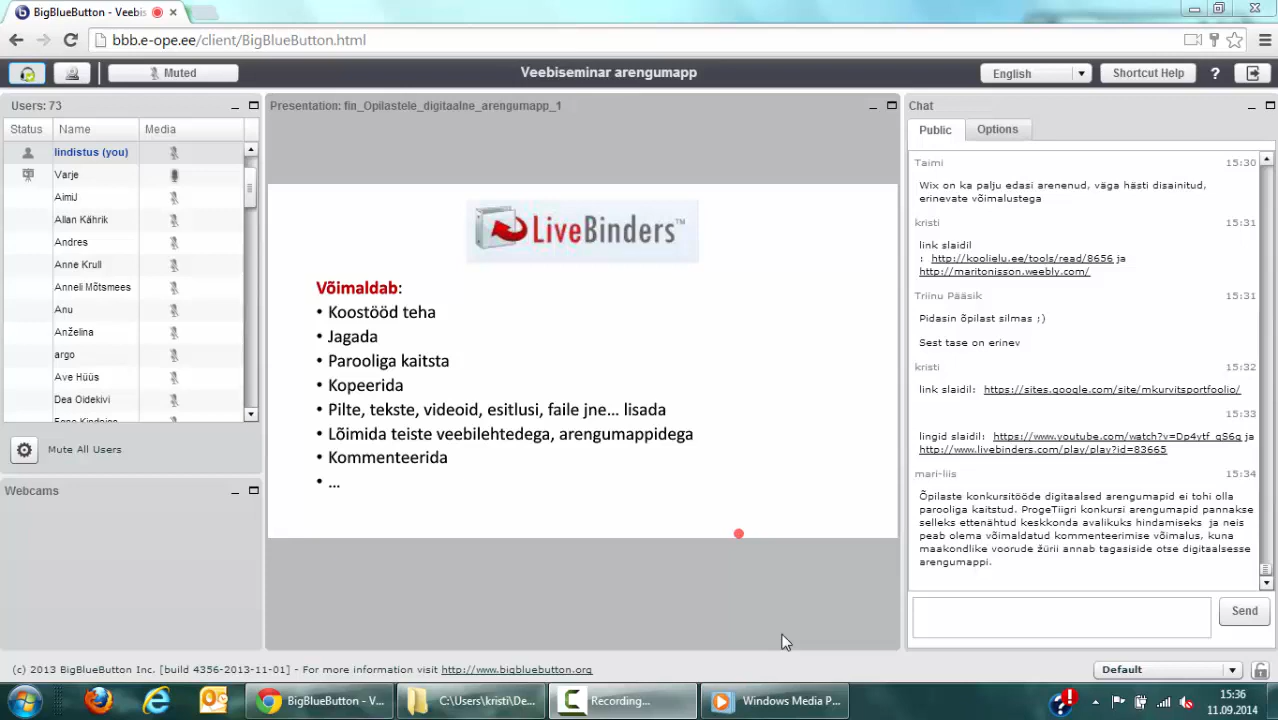 BigBlueButton - Veebis
bbb.e-ope.ee/client/BigBlueButton.html
Muted
Veebiseminar arengumapp
English
Shortcut Help
?
Users: 73
Status Name Media
lindistus (you)
Varje
AimiJ
Allan Kährik
Andres
Anne Krull
Anneli Mõtsmees
Anu
Anželina
argo
Ave Hüüs
Dea Oidekivi
Mute All Users
Webcams
Presentation: fin_Opilastele_digitaalne_arengumapp_1
LiveBinders™
Võimaldab:
• Koostööd teha
• Jagada
• Parooliga kaitsta
• Kopeerida
• Pilte, tekste, videoid, esitlusi, faile jne... lisada
• Lõimida teiste veebilehtedega, arengumappidega
• Kommenteerida
• ...
Chat
Public Options
Taimi 15:30
Wix on ka palju edasi arenenud, väga hästi disainitud,
erinevate võimalustega
kristi 15:31
link slaidil
: http://koolielu.ee/tools/read/8656 ja
http://maritonisson.weebly.com/
Triinu Pääsik 15:31
Pidasin õpilast silmas ;)
Sest tase on erinev
kristi 15:32
link slaidil: https://sites.google.com/site/mkurvitsportfoolio/
15:33
lingid slaidil: https://www.youtube.com/watch?v=Dp4vtf_qS6g ja
http://www.livebinders.com/play/play?id=83665
mari-liis 15:34
Õpilaste konkursitööde digitaalsed arengumapid ei tohi olla
parooliga kaitstud. ProgeTiigri konkursi arengumapid pannakse
selleks ettenähtud keskkonda avalikuks hindamiseks ja neis
peab olema võimaldatud kommenteerimise võimalus, kuna
maakondlike voorude žürii annab tagasiside otse digitaalsesse
arengumappi.
Send
(c) 2013 BigBlueButton Inc. [build 4356-2013-11-01] - For more information visit http://www.bigbluebutton.org
Default
BigBlueButton - V...
C:\Users\kristi\De...
Recording...
Windows Media P...
15:36
11.09.2014